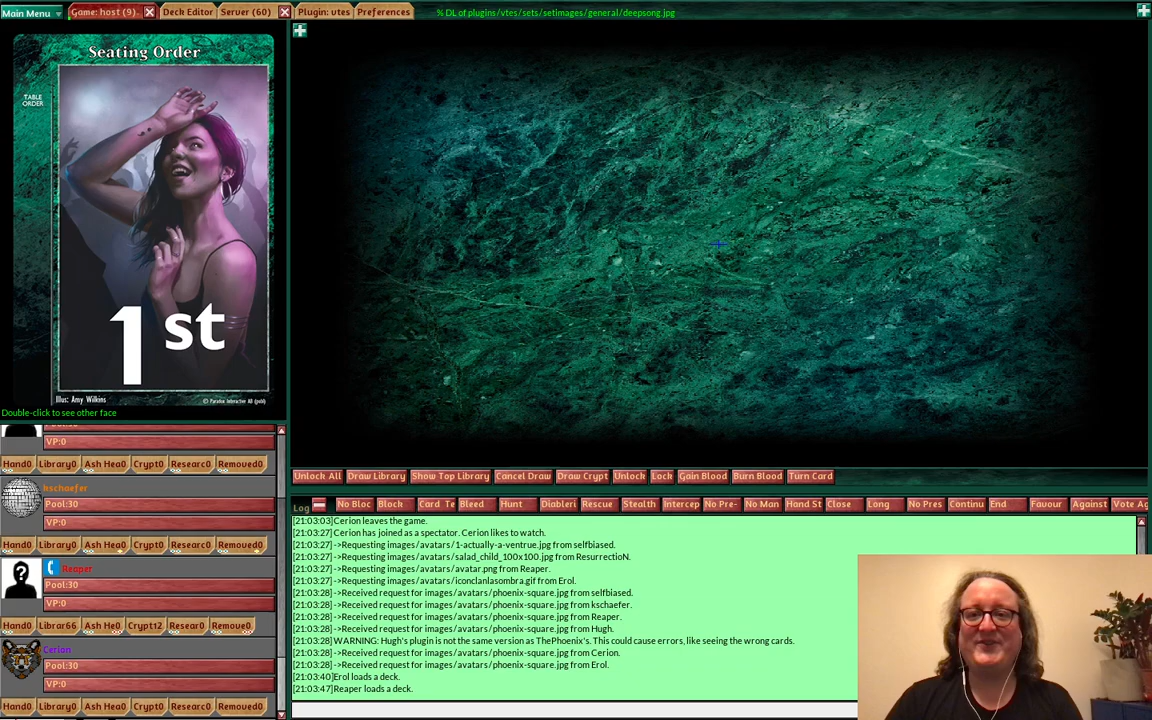 Main Menu
Game: host (9)
Deck Editor
Server (60)
Plugin: vtes
Preferences
% DL of plugins/vtes/sets/setimages/general/deepsong.jpg
Seating Order
TABLE
ORDER
1st
Illus: Amy Wilkins
Double-click to see other face
VP:0
Hand0 Library0 Ash Hea0 Crypt0 Researc0 Removed0
kschaefer
Pool:30
VP:0
Hand0 Library0 Ash Hea0 Crypt0 Researc0 Removed0
Reaper
Pool:30
VP:0
Hand0 Librar66 Ash He0 Crypt12 Resear0 Remove0
Cerion
Pool:30
VP:0
Hand0 Library0 Ash Hea0 Crypt0 Researc0 Removed0
Unlock All Draw Library Show Top Library Cancel Draw Draw Crypt Unlock Lock Gain Blood Burn Blood Turn Card
Log No Bloc Block Card Te Bleed Hunt Diableri Rescue Stealth Intercep No Pre- No Man Hand St Close Long No Pres Continu End Favour Against Vote Ag
[21:03:03]Cerion leaves the game.
[21:03:27]Cerion has joined as a spectator. Cerion likes to watch.
[21:03:27]->Requesting images/avatars/1-actually-a-ventrue.jpg from selfbiased.
[21:03:27]->Requesting images/avatars/salad_child_100x100.jpg from ResurrectioN.
[21:03:27]->Requesting images/avatars/avatar.png from Reaper.
[21:03:27]->Requesting images/avatars/iconclanlasombra.gif from Erol.
[21:03:28]->Received request for images/avatars/phoenix-square.jpg from selfbiased.
[21:03:28]->Received request for images/avatars/phoenix-square.jpg from kschaefer.
[21:03:28]->Received request for images/avatars/phoenix-square.jpg from Reaper.
[21:03:28]->Received request for images/avatars/phoenix-square.jpg from Hugh.
[21:03:28]WARNING: Hugh's plugin is not the same version as ThePhoenix's. This could cause errors, like seeing the wrong cards.
[21:03:28]->Received request for images/avatars/phoenix-square.jpg from Cerion.
[21:03:28]->Received request for images/avatars/phoenix-square.jpg from Erol.
[21:03:40]Erol loads a deck.
[21:03:47]Reaper loads a deck.